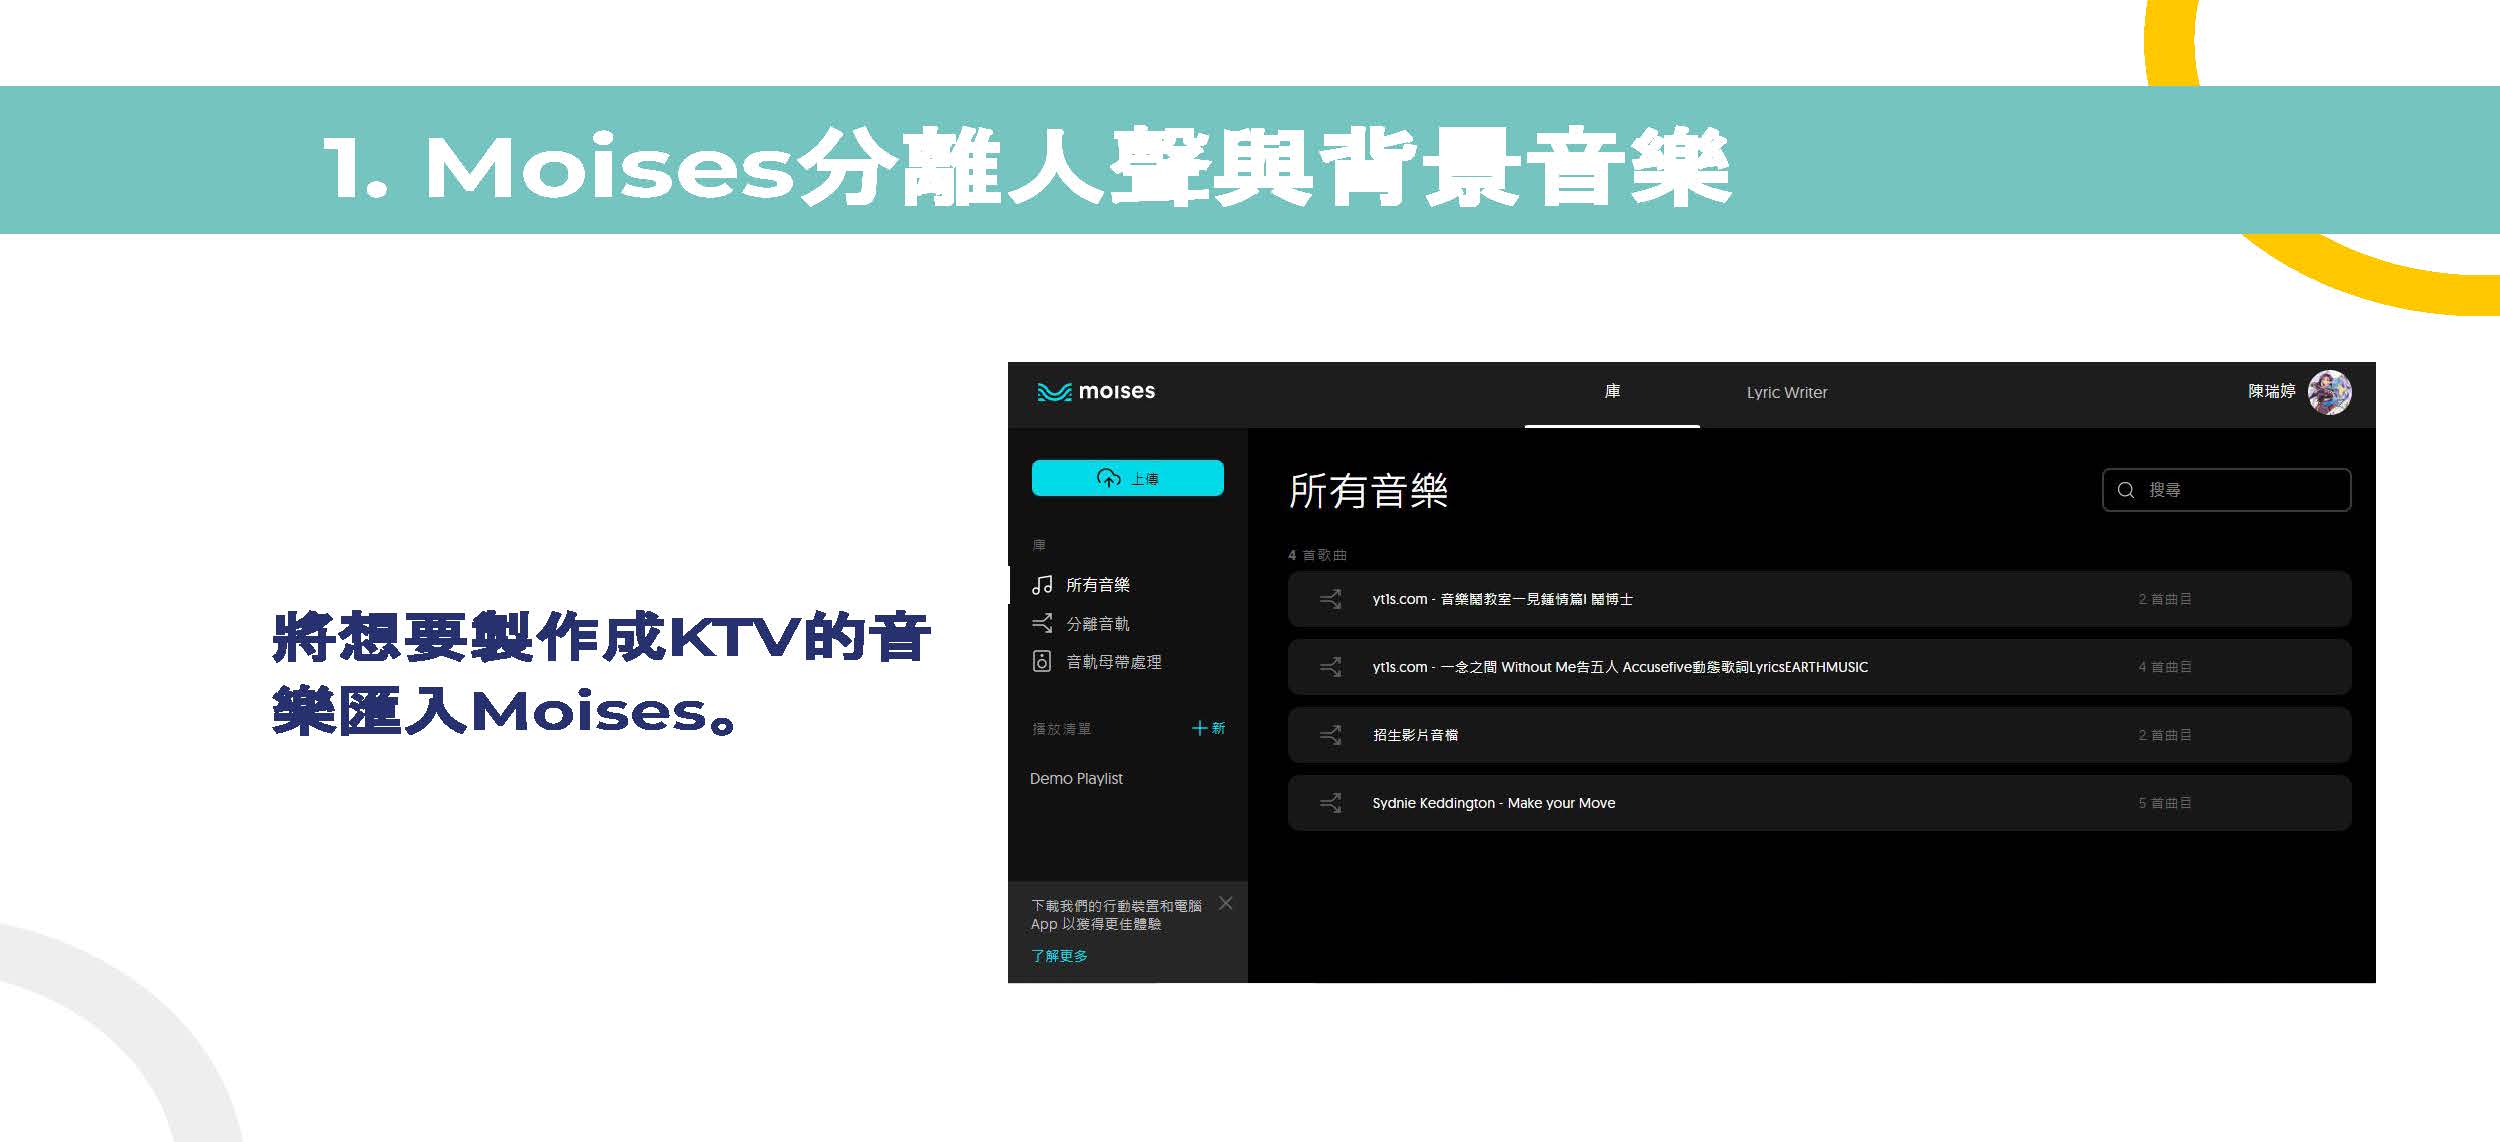 1. Moises分離人聲與背景音樂
將想要製作成KTV的音
樂匯入Moises。
moises
庫
Lyric Writer
陳瑞婷
上傳
庫
所有音樂
分離音軌
音軌母帶處理
播放清單
新
Demo Playlist
下載我們的行動裝置和電腦
App 以獲得更佳體驗
了解更多
所有音樂
搜尋
4 首歌曲
yt1s.com - 音樂鬩教室一見鍾情篇I 鬩博士
2 首曲目
yt1s.com - 一念之間 Without Me告五人 Accusefive動態歌詞LyricsEARTHMUSIC
4 首曲目
招生影片音檔
2 首曲目
Sydnie Keddington - Make your Move
5 首曲目